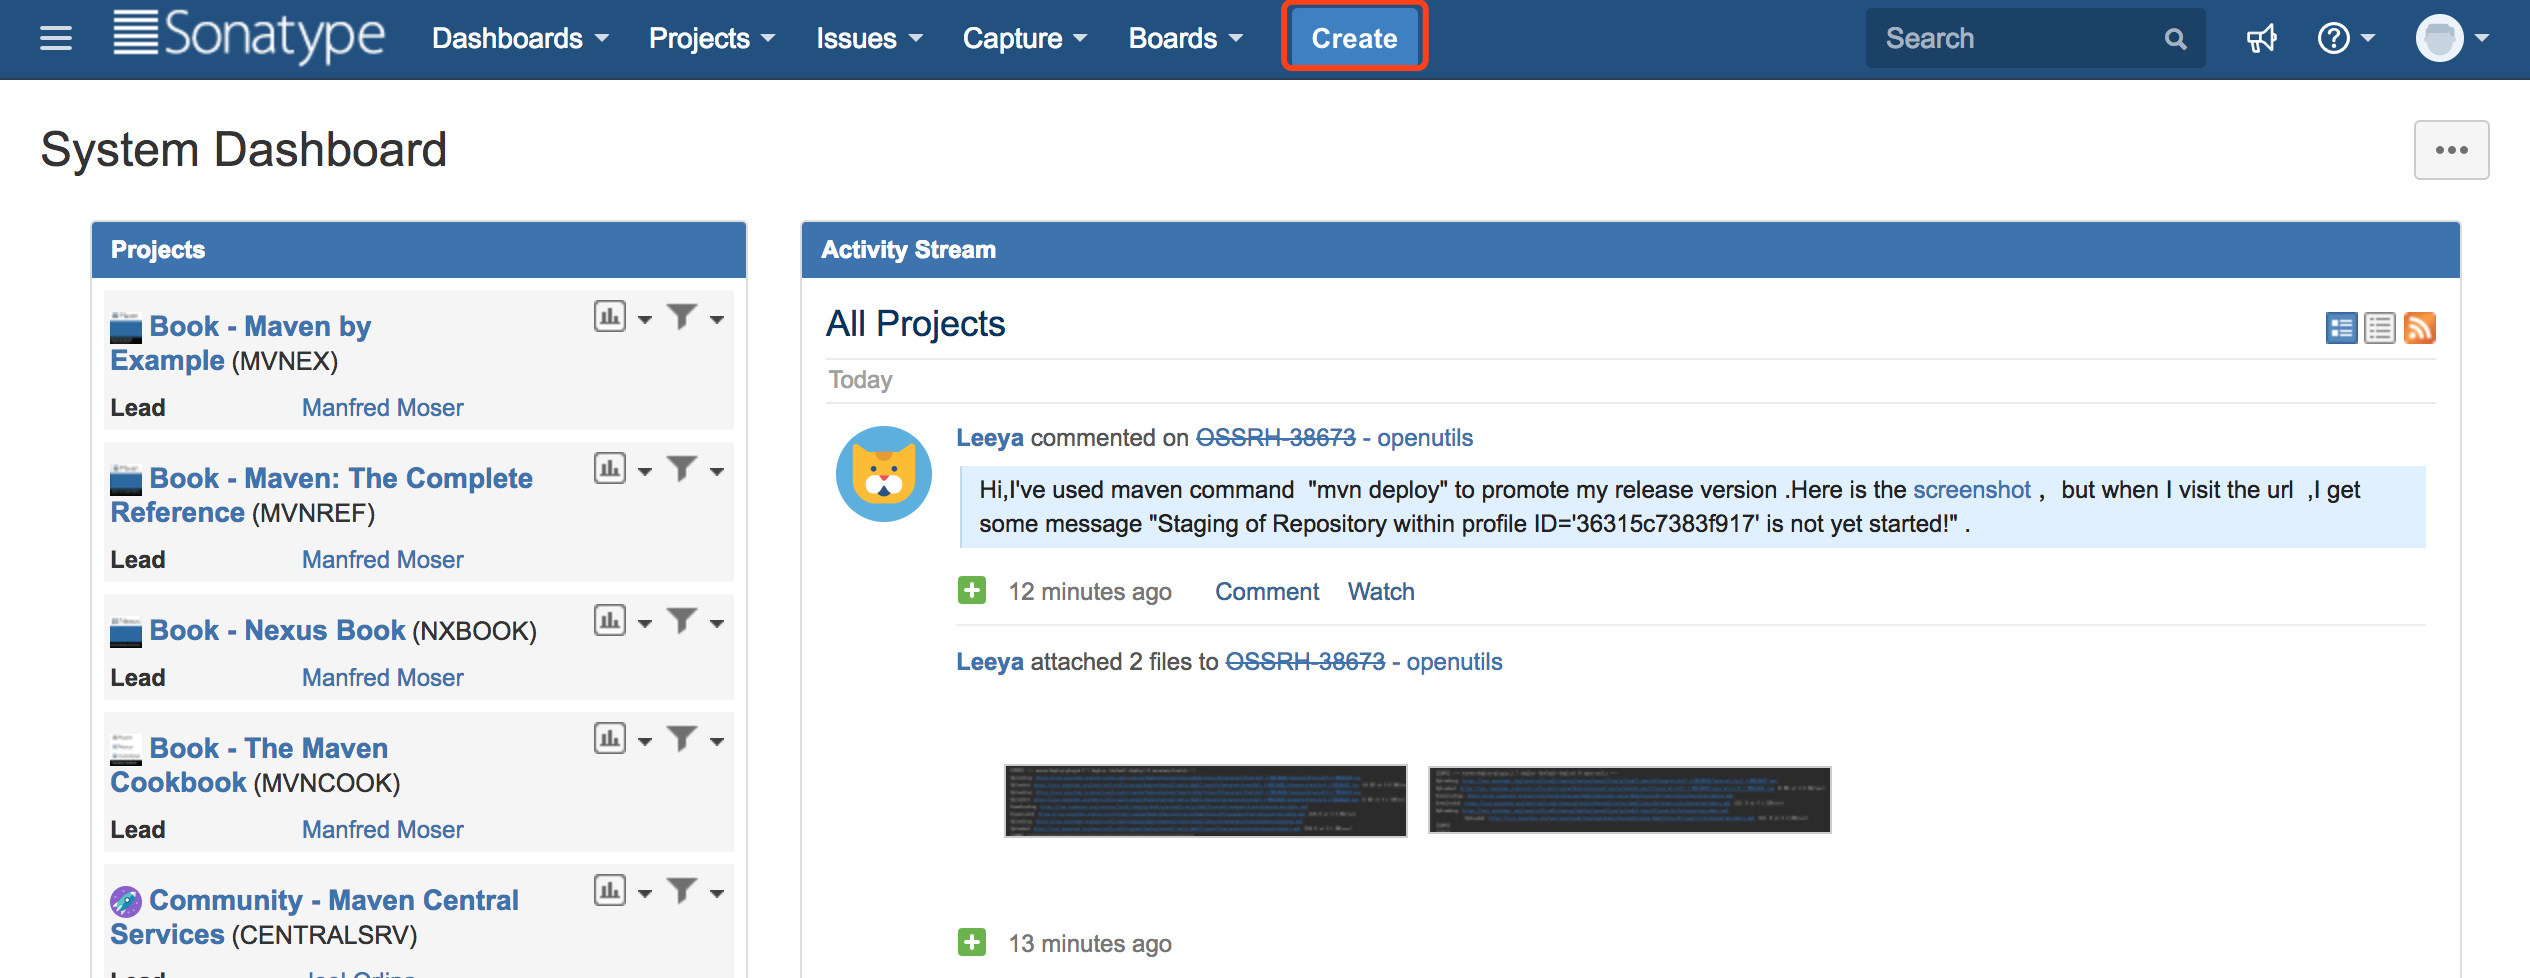 Sonatype Dashboards Projects Issues Capture Boards Create Search
System Dashboard
Projects
Book - Maven by
Example (MVNEX)
Lead Manfred Moser
Book - Maven: The Complete
Reference (MVNREF)
Lead Manfred Moser
Book - Nexus Book (NXBOOK)
Lead Manfred Moser
Book - The Maven
Cookbook (MVNCOOK)
Lead Manfred Moser
Community - Maven Central
Services (CENTRALSRV)
Activity Stream
All Projects
Today
Leeya commented on OSSRH-38673 - openutils
Hi,I've used maven command "mvn deploy" to promote my release version .Here is the screenshot , but when I visit the url ,I get
some message "Staging of Repository within profile ID='36315c7383f917' is not yet started!" .
12 minutes ago Comment Watch
Leeya attached 2 files to OSSRH-38673 - openutils
13 minutes ago